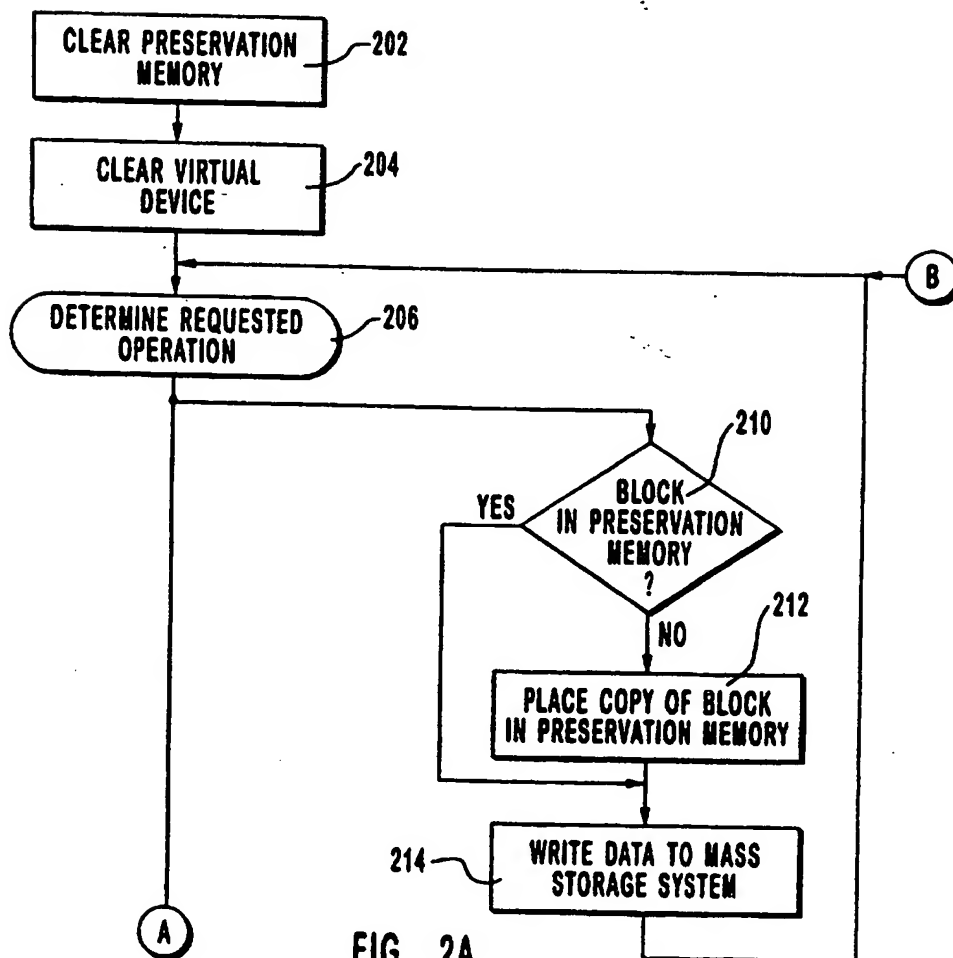 CLEAR PRESERVATION
MEMORY
202
CLEAR VIRTUAL
DEVICE
204
B
DETERMINE REQUESTED
OPERATION
206
210
BLOCK
IN PRESERVATION
MEMORY
?
YES
NO
212
PLACE COPY OF BLOCK
IN PRESERVATION MEMORY
WRITE DATA TO MASS
STORAGE SYSTEM
214
A
FIG. 2A